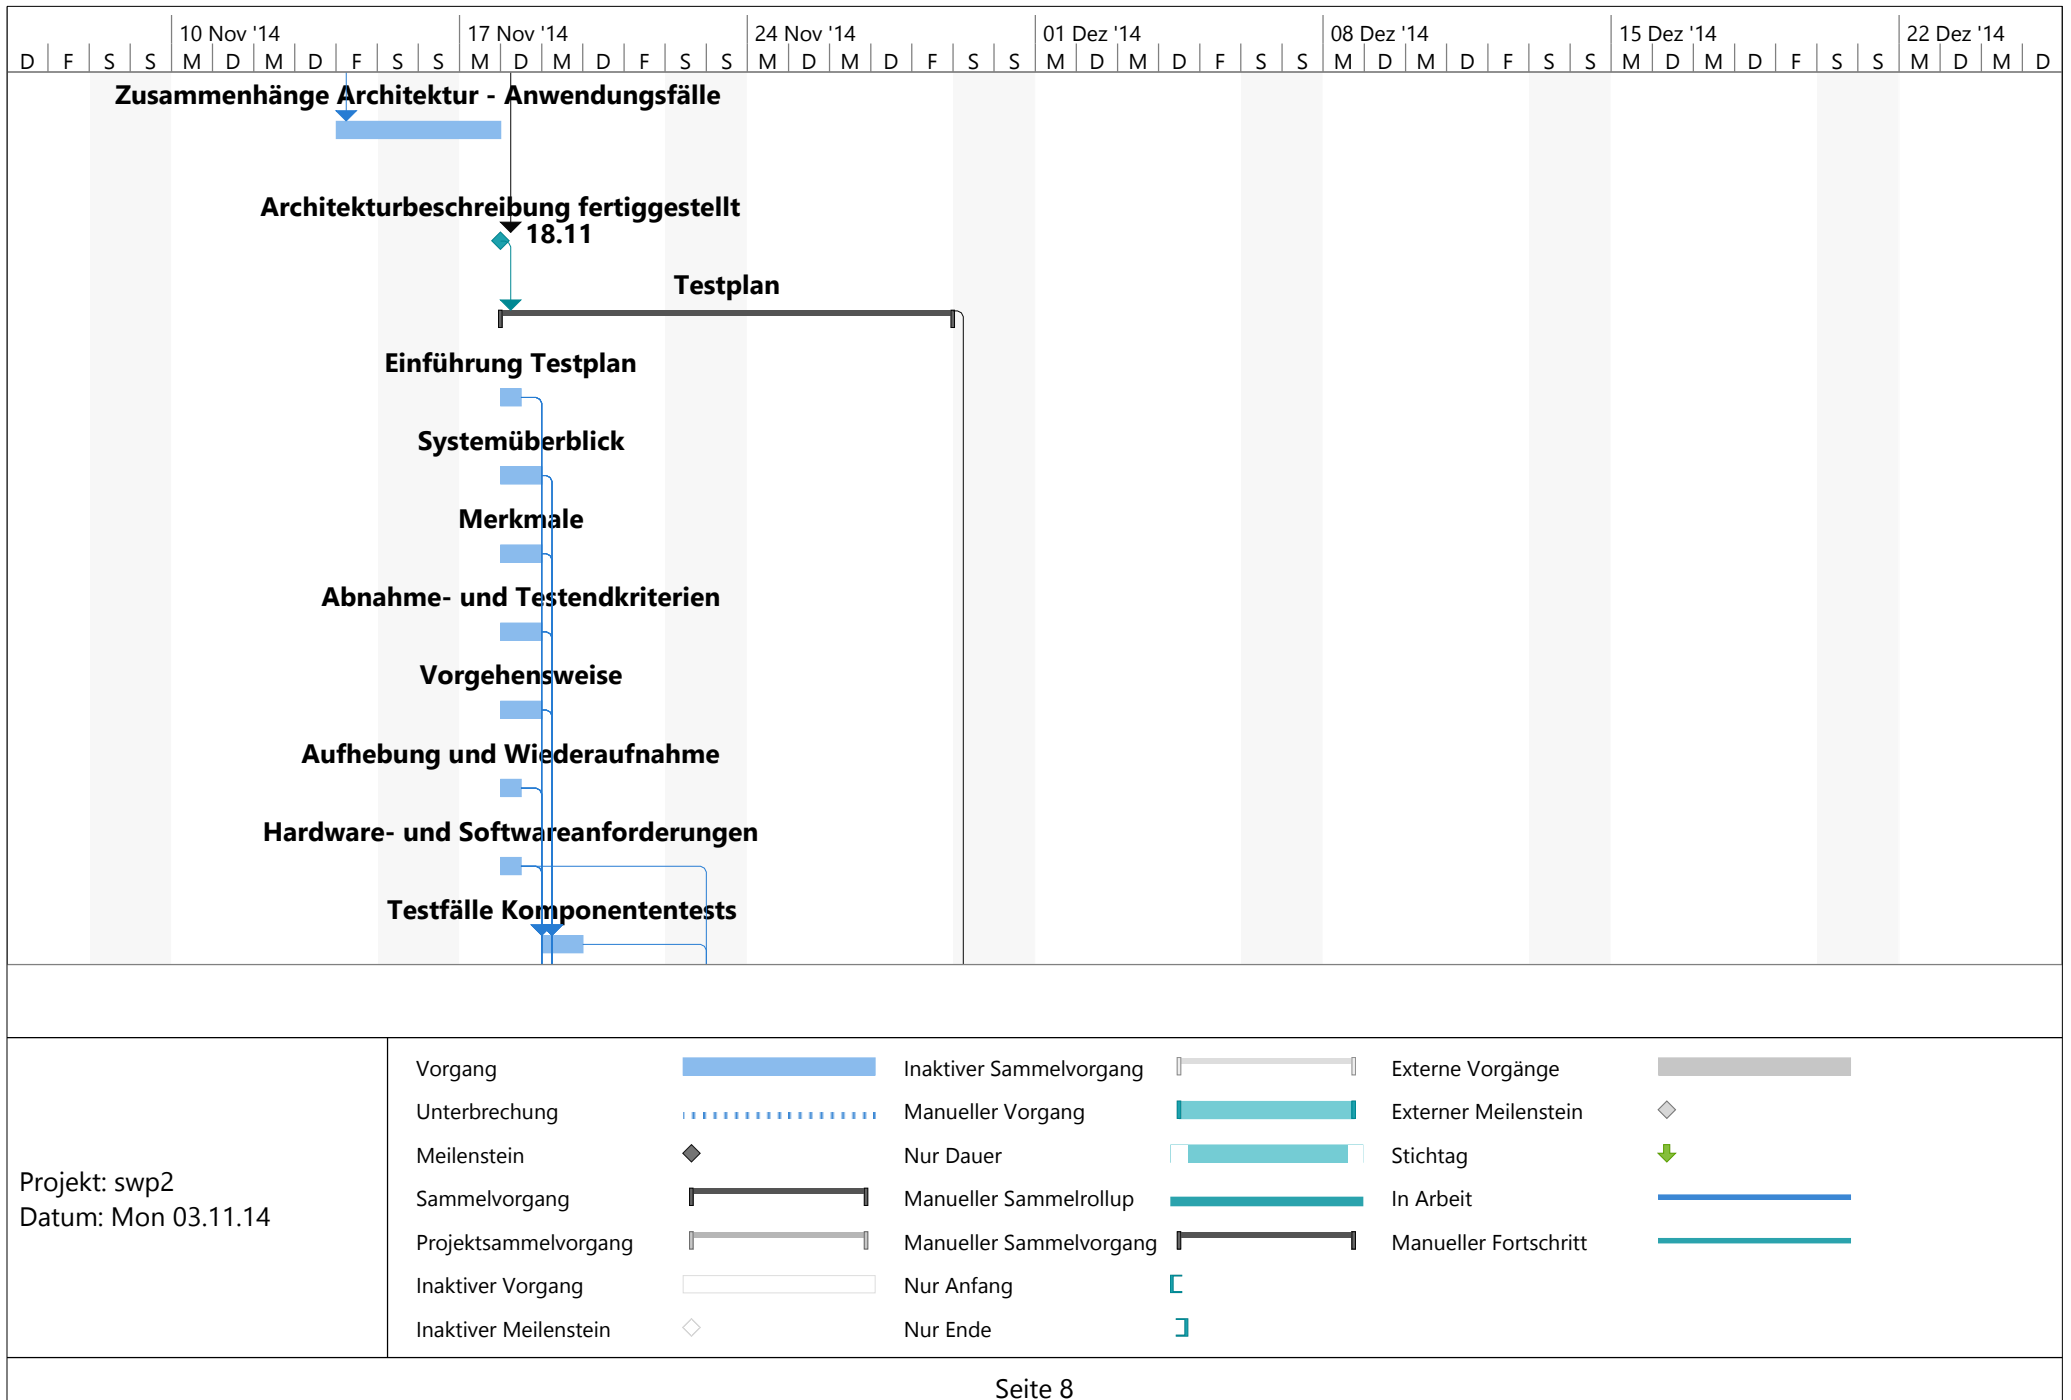 10 Nov '14 17 Nov '14 24 Nov '14 01 Dez '14 08 Dez '14 15 Dez '14 22 Dez '14
D F S S M D M D F S S M D M D F S S M D M D F S S M D M D F S S M D M D F S S M D M D F S S M D M D
Zusammenhänge Architektur - Anwendungsfälle
Architekturbeschreibung fertiggestellt
18.11
Testplan
Einführung Testplan
Systemüberblick
Merkmale
Abnahme- und Testendkriterien
Vorgehensweise
Aufhebung und Wiederaufnahme
Hardware- und Softwareanforderungen
Testfälle Komponententests
Projekt: swp2
Datum: Mon 03.11.14
Vorgang
Unterbrechung
Meilenstein
Sammelvorgang
Projektsammelvorgang
Inaktiver Vorgang
Inaktiver Meilenstein
Inaktiver Sammelvorgang
Manueller Vorgang
Nur Dauer
Manueller Sammelrollup
Manueller Sammelvorgang
Nur Anfang
Nur Ende
Externe Vorgänge
Externer Meilenstein
Stichtag
In Arbeit
Manueller Fortschritt
Seite 8